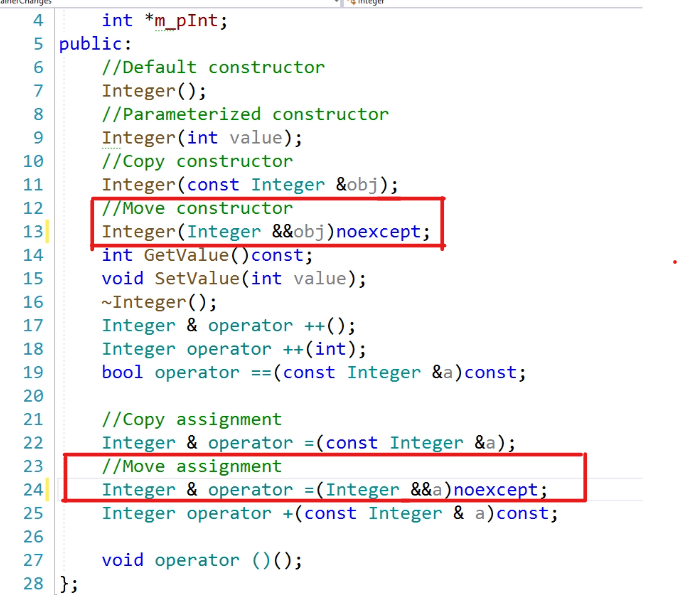 Integer
4 int *m_pInt;
5 public:
6 //Default constructor
7 Integer();
8 //Parameterized constructor
9 Integer(int value);
10 //Copy constructor
11 Integer(const Integer &obj);
12 //Move constructor
13 Integer(Integer &&obj)noexcept;
14 int GetValue()const;
15 void SetValue(int value);
16 ~Integer();
17 Integer & operator ++();
18 Integer operator ++(int);
19 bool operator ==(const Integer &a)const;
20
21 //Copy assignment
22 Integer & operator =(const Integer &a);
23 //Move assignment
24 Integer & operator =(Integer &&a)noexcept;
25 Integer operator +(const Integer & a)const;
26
27 void operator ()();
28 };